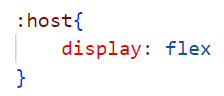 :host{
    display: flex
}